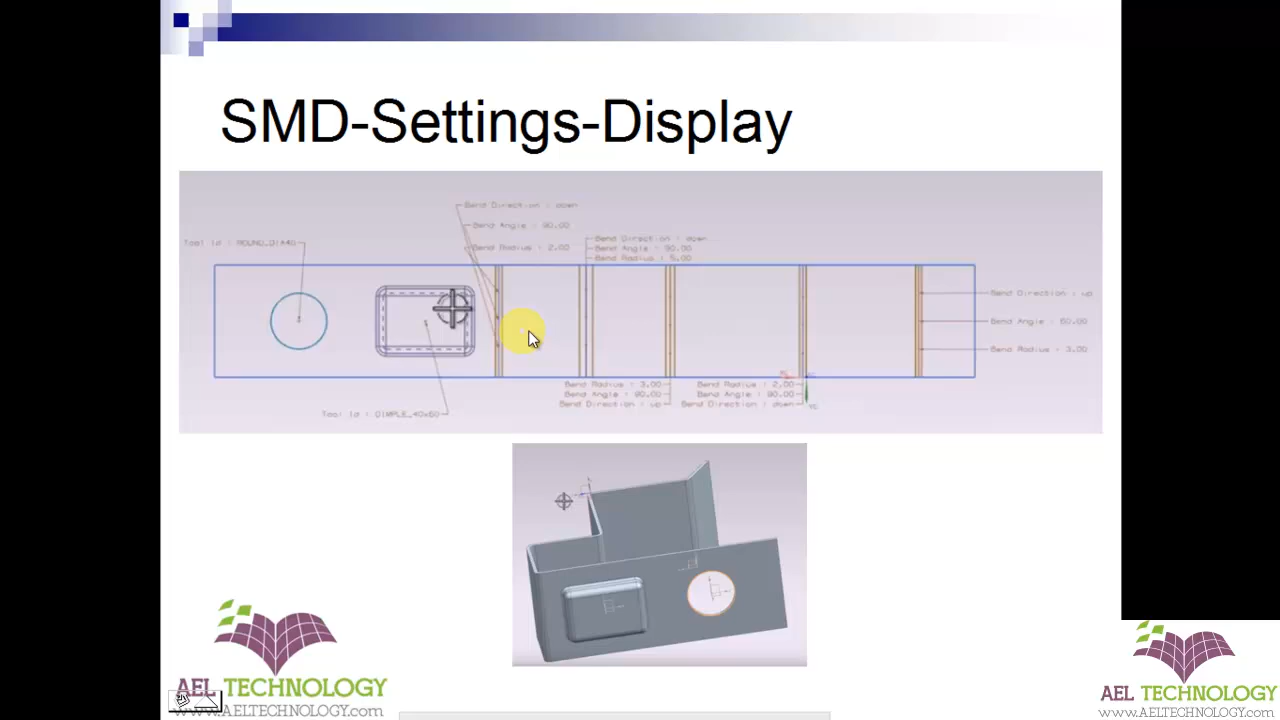 SMD-Settings-Display
Bend Direction : down
Bend Angle : 90.00
Bend Radius : 2.00
Tool Id : ROUND_DIA40
Bend Direction : down
Bend Angle : 90.00
Bend Radius : 5.00
Bend Direction : up
Bend Angle : 60.00
Bend Radius : 3.00
Bend Radius : 3.00
Bend Angle : 90.00
Bend Direction : up
Bend Radius : 2.00
Bend Angle : 90.00
Bend Direction : down
YC
Tool Id : DIMPLE_40x60
AEL TECHNOLOGY
www.AELTECHNOLOGY.com
AEL TECHNOLOGY
www.AELTECHNOLOGY.com